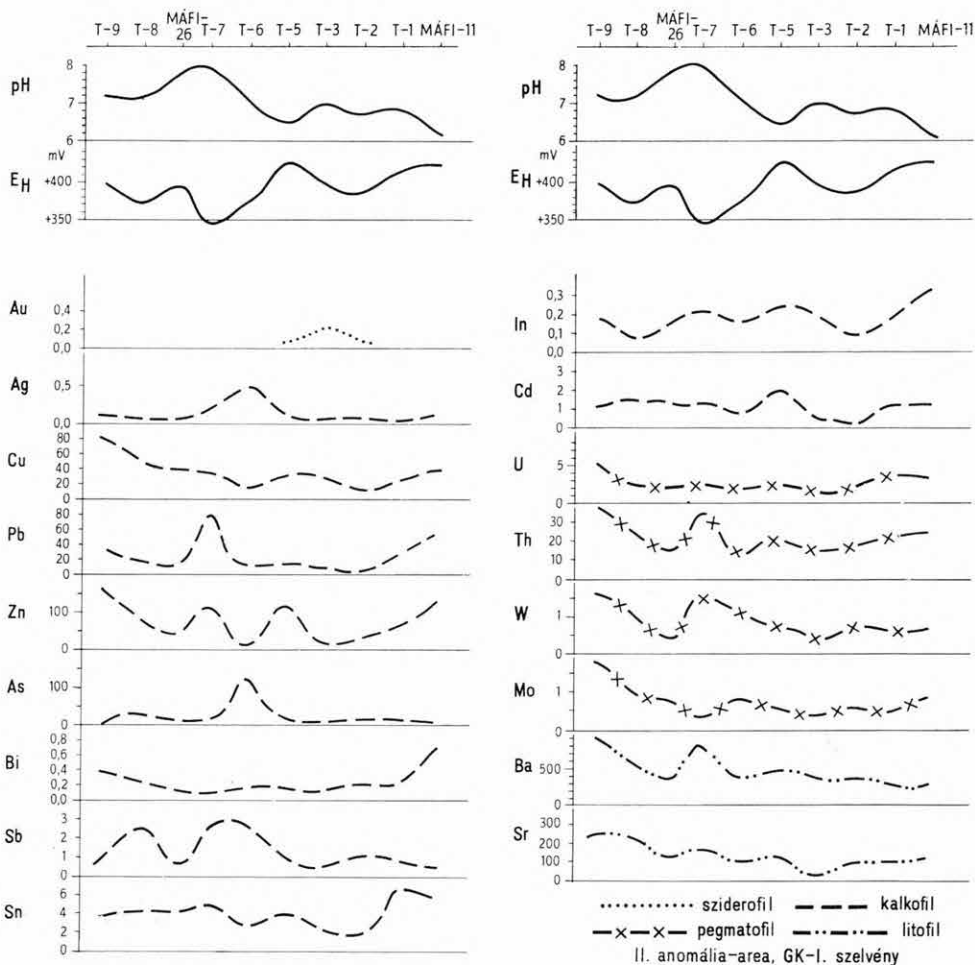 T-9 T-8 MÁFI-26 T-7 T-6 T-5 T-3 T-2 T-1 MÁFI-11
pH
8
7
6
mV
EH
+400
+350
Au
0,4
0,2
0,0
Ag
0,5
0,0
Cu
80
60
40
20
0
Pb
80
60
40
20
0
Zn
100
0
As
100
0
Bi
0,8
0,6
0,4
0,2
0,0
Sb
3
2
1
0
Sn
6
4
2
0
T-9 T-8 MÁFI-26 T-7 T-6 T-5 T-3 T-2 T-1 MÁFI-11
pH
8
7
6
mV
EH
+400
+350
In
0,3
0,2
0,1
0,0
Cd
3
2
1
0
U
5
0
Th
30
20
10
0
W
1
0
Mo
1
0
Ba
500
0
Sr
300
200
100
0
sziderofil kalkofil
pegmatofil litofil
II. anomália-area, GK-I. szelvény